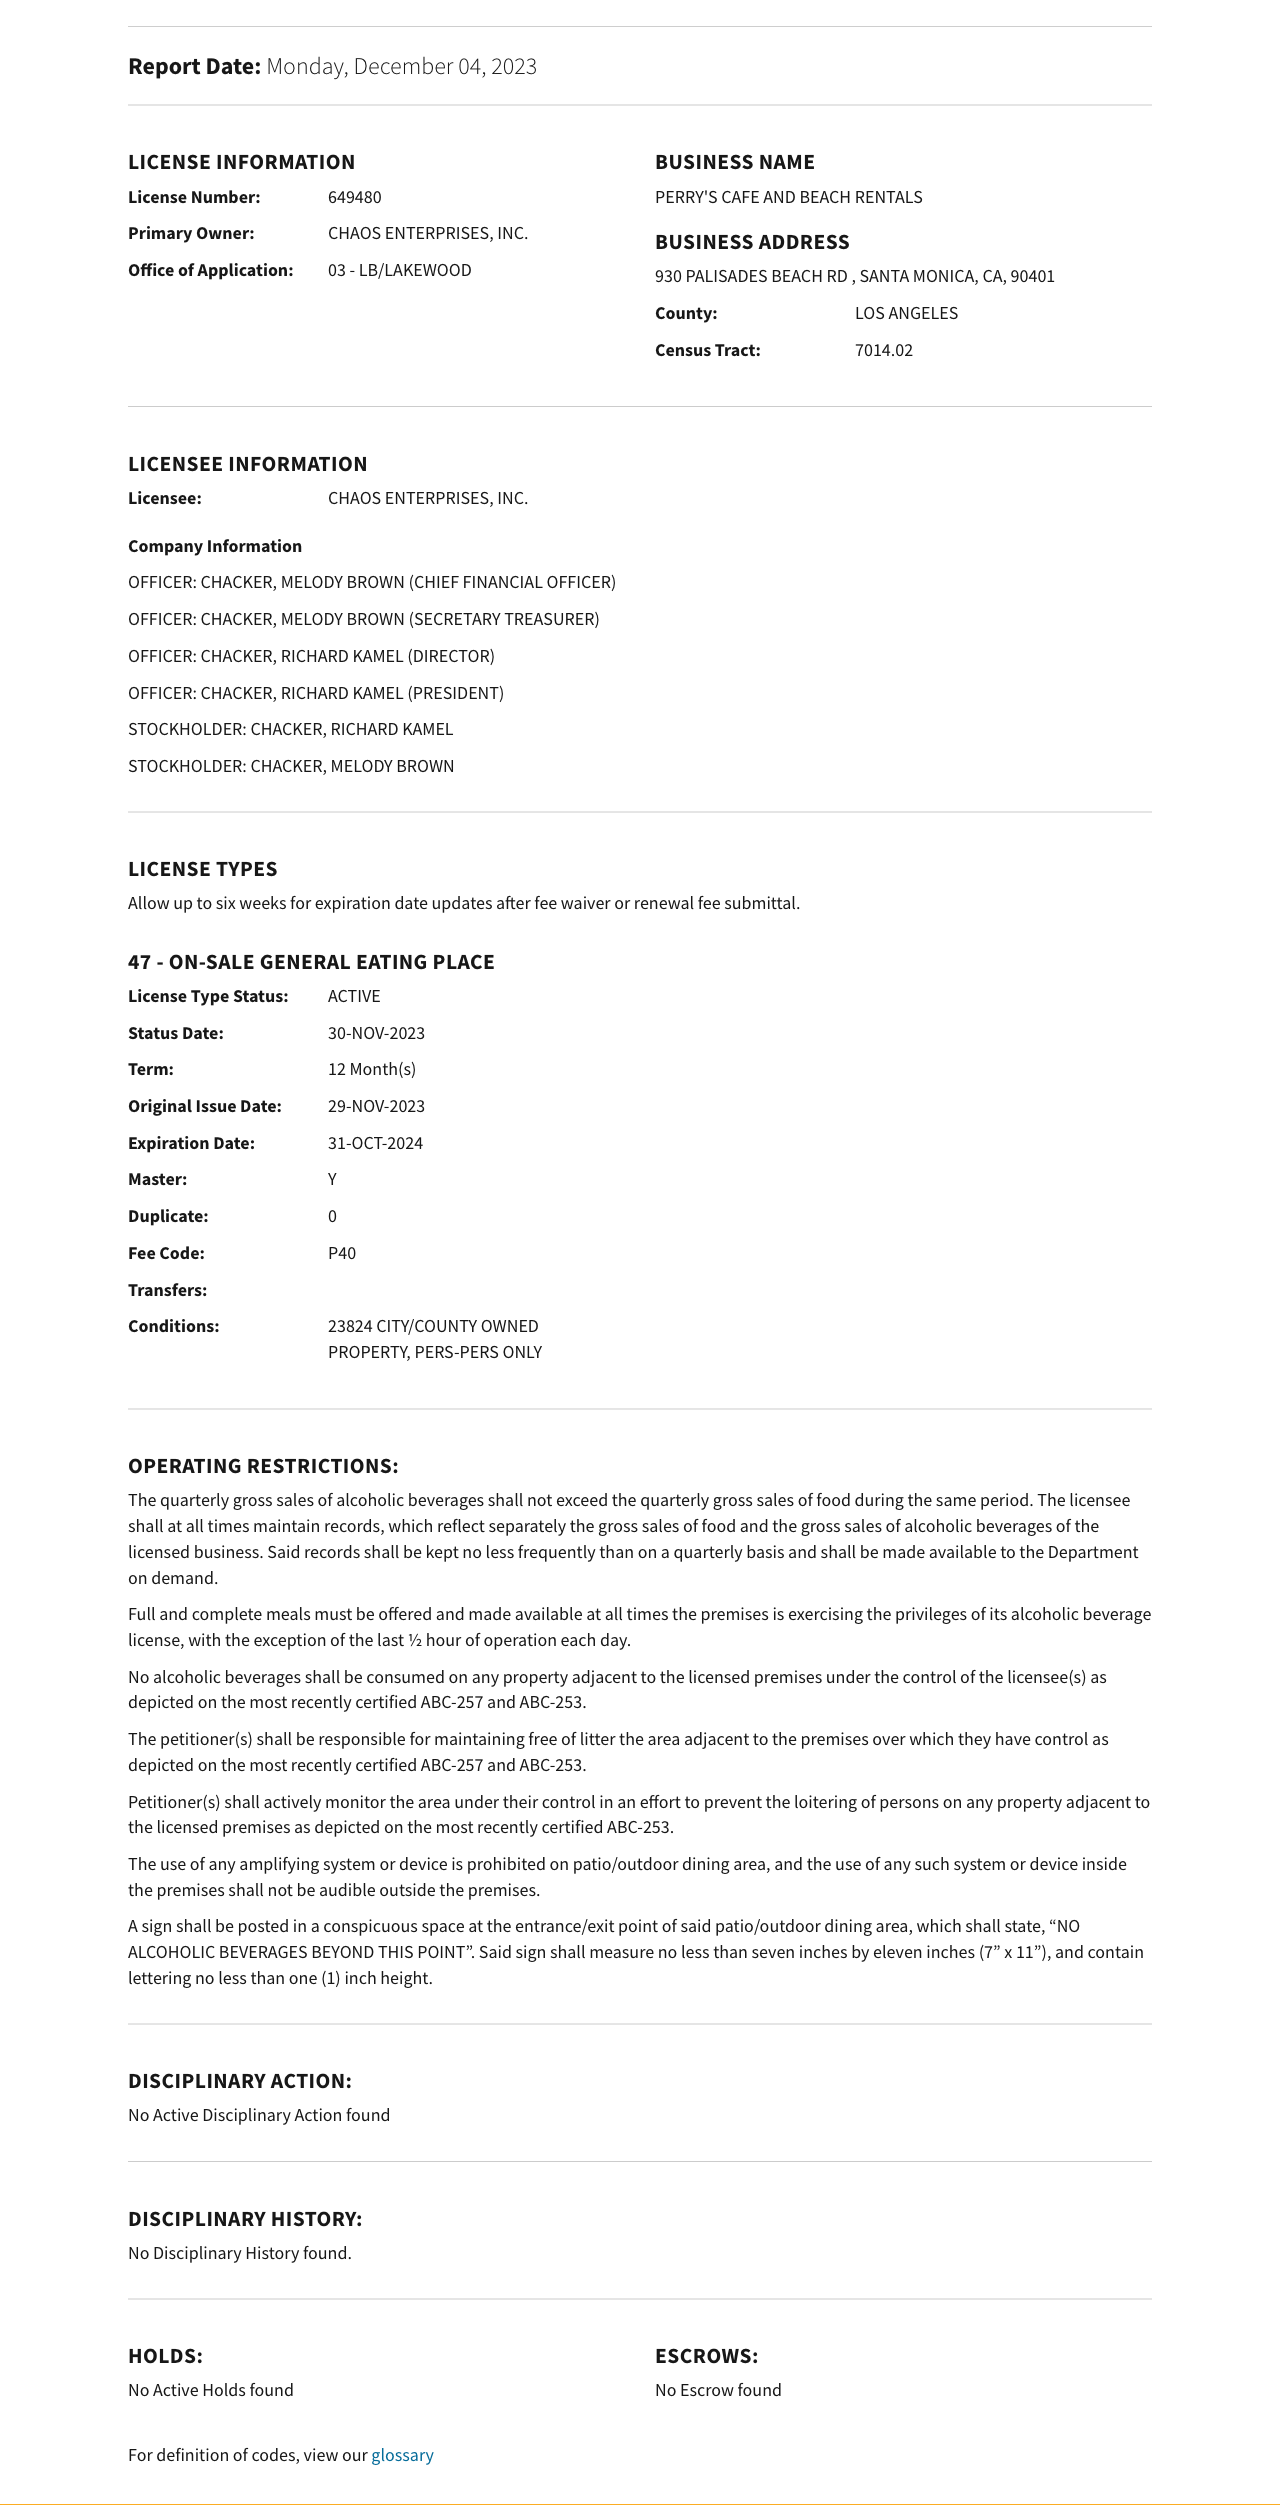 Report Date: Monday, December 04, 2023
LICENSE INFORMATION
License Number: 649480
Primary Owner: CHAOS ENTERPRISES, INC.
Office of Application: 03 - LB/LAKEWOOD
BUSINESS NAME
PERRY'S CAFE AND BEACH RENTALS
BUSINESS ADDRESS
930 PALISADES BEACH RD , SANTA MONICA, CA, 90401
County: LOS ANGELES
Census Tract: 7014.02
LICENSEE INFORMATION
Licensee: CHAOS ENTERPRISES, INC.
Company Information
OFFICER: CHACKER, MELODY BROWN (CHIEF FINANCIAL OFFICER)
OFFICER: CHACKER, MELODY BROWN (SECRETARY TREASURER)
OFFICER: CHACKER, RICHARD KAMEL (DIRECTOR)
OFFICER: CHACKER, RICHARD KAMEL (PRESIDENT)
STOCKHOLDER: CHACKER, RICHARD KAMEL
STOCKHOLDER: CHACKER, MELODY BROWN
LICENSE TYPES
Allow up to six weeks for expiration date updates after fee waiver or renewal fee submittal.
47 - ON-SALE GENERAL EATING PLACE
License Type Status: ACTIVE
Status Date: 30-NOV-2023
Term: 12 Month(s)
Original Issue Date: 29-NOV-2023
Expiration Date: 31-OCT-2024
Master: Y
Duplicate: 0
Fee Code: P40
Transfers:
Conditions: 23824 CITY/COUNTY OWNED
PROPERTY, PERS-PERS ONLY
OPERATING RESTRICTIONS:
The quarterly gross sales of alcoholic beverages shall not exceed the quarterly gross sales of food during the same period. The licensee
shall at all times maintain records, which reflect separately the gross sales of food and the gross sales of alcoholic beverages of the
licensed business. Said records shall be kept no less frequently than on a quarterly basis and shall be made available to the Department
on demand.
Full and complete meals must be offered and made available at all times the premises is exercising the privileges of its alcoholic beverage
license, with the exception of the last ½ hour of operation each day.
No alcoholic beverages shall be consumed on any property adjacent to the licensed premises under the control of the licensee(s) as
depicted on the most recently certified ABC-257 and ABC-253.
The petitioner(s) shall be responsible for maintaining free of litter the area adjacent to the premises over which they have control as
depicted on the most recently certified ABC-257 and ABC-253.
Petitioner(s) shall actively monitor the area under their control in an effort to prevent the loitering of persons on any property adjacent to
the licensed premises as depicted on the most recently certified ABC-253.
The use of any amplifying system or device is prohibited on patio/outdoor dining area, and the use of any such system or device inside
the premises shall not be audible outside the premises.
A sign shall be posted in a conspicuous space at the entrance/exit point of said patio/outdoor dining area, which shall state, “NO
ALCOHOLIC BEVERAGES BEYOND THIS POINT”. Said sign shall measure no less than seven inches by eleven inches (7” x 11”), and contain
lettering no less than one (1) inch height.
DISCIPLINARY ACTION:
No Active Disciplinary Action found
DISCIPLINARY HISTORY:
No Disciplinary History found.
HOLDS:
No Active Holds found
ESCROWS:
No Escrow found
For definition of codes, view our glossary